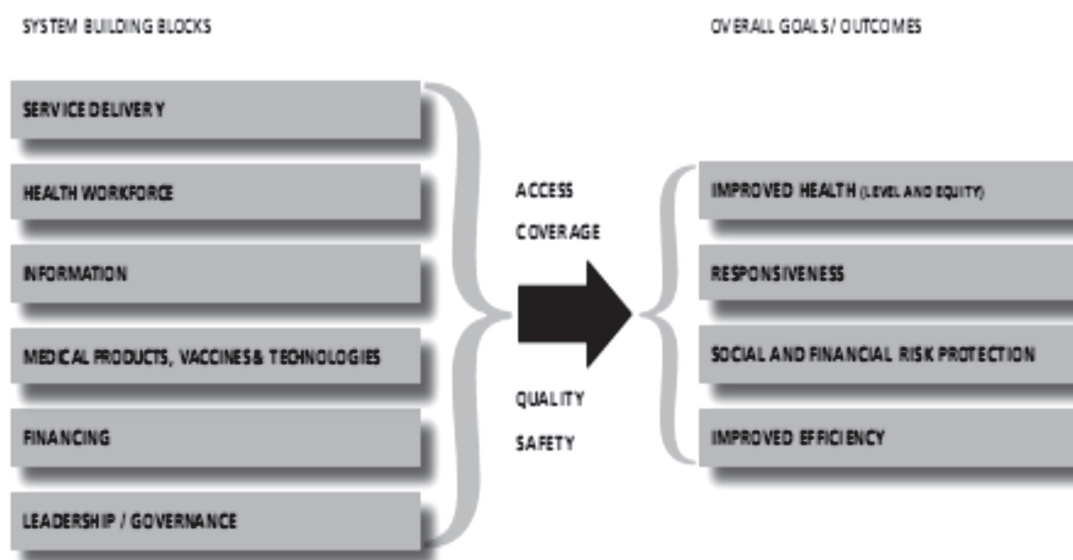 SYSTEM BUILDING BLOCKS
OVERALL GOALS / OUTCOMES
SERVICE DELIVERY
HEALTH WORKFORCE
INFORMATION
MEDICAL PRODUCTS, VACCINES & TECHNOLOGIES
FINANCING
LEADERSHIP / GOVERNANCE
ACCESS
COVERAGE
QUALITY
SAFETY
IMPROVED HEALTH (LEVEL AND EQUITY)
RESPONSIVENESS
SOCIAL AND FINANCIAL RISK PROTECTION
IMPROVED EFFICIENCY